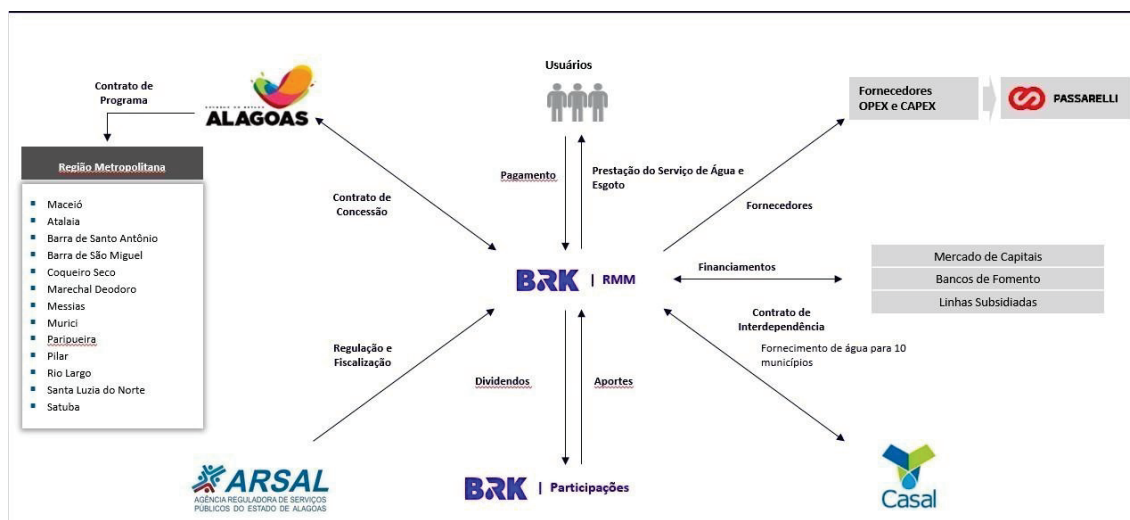 Contrato de
Programa
ALAGOAS
Região Metropolitana
Maceió
Atalaia
Barra de Santo Antônio
Barra de São Miguel
Coqueiro Seco
Marechal Deodoro
Messias
Murici
Paripueira
Pilar
Rio Largo
Santa Luzia do Norte
Satuba
Usuários
Fornecedores
OPEX e CAPEX
PASSARELLI
Contrato de
Concessão
Pagamento
Prestação do Serviço de Água e
Esgoto
Fornecedores
BRK | RMM
Financiamentos
Mercado de Capitais
Bancos de Fomento
Linhas Subsidiadas
Contrato de
Interdependência
Fornecimento de água para 10
municípios
Regulação e
Fiscalização
Dividendos
Aportes
ARSAL
AGÊNCIA REGULADORA DE SERVIÇOS
PÚBLICOS DO ESTADO DE ALAGOAS
BRK | Participações
Casal